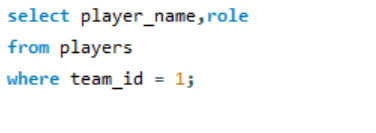 select player_name,role
from players
where team_id = 1;